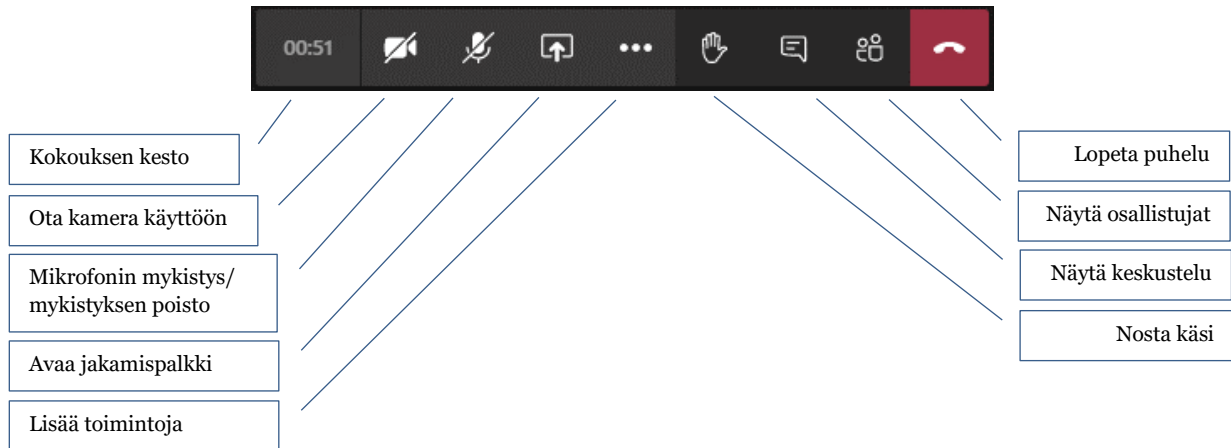 00:51
Kokouksen kesto
Ota kamera käyttöön
Mikrofonin mykistys/
mykistyksen poisto
Avaa jakamispalkki
Lisää toimintoja
Lopeta puhelu
Näytä osallistujat
Näytä keskustelu
Nosta käsi